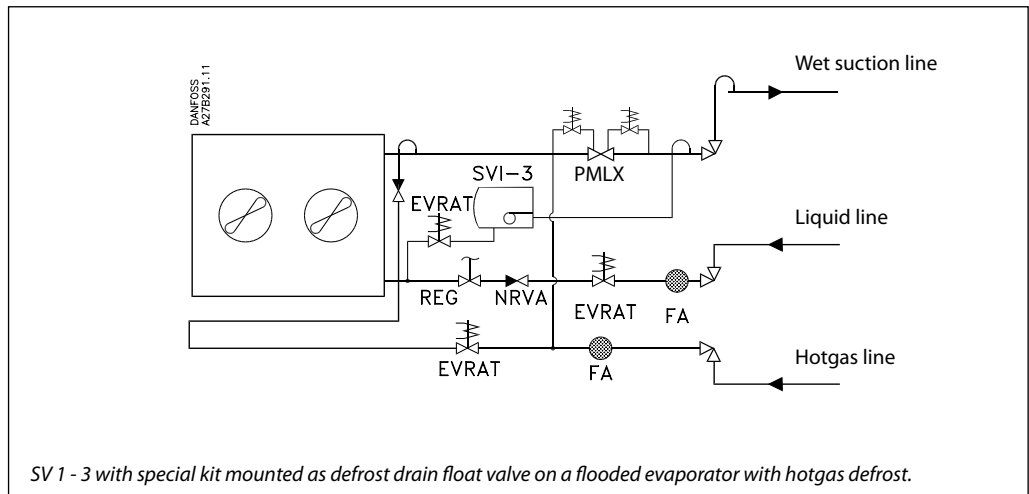 DANFOSS
A27B291.11
Wet suction line
SVI-3
PMLX
EVRAT
Liquid line
REG
NRVA
EVRAT
FA
EVRAT
FA
Hotgas line
SV 1 - 3 with special kit mounted as defrost drain float valve on a flooded evaporator with hotgas defrost.